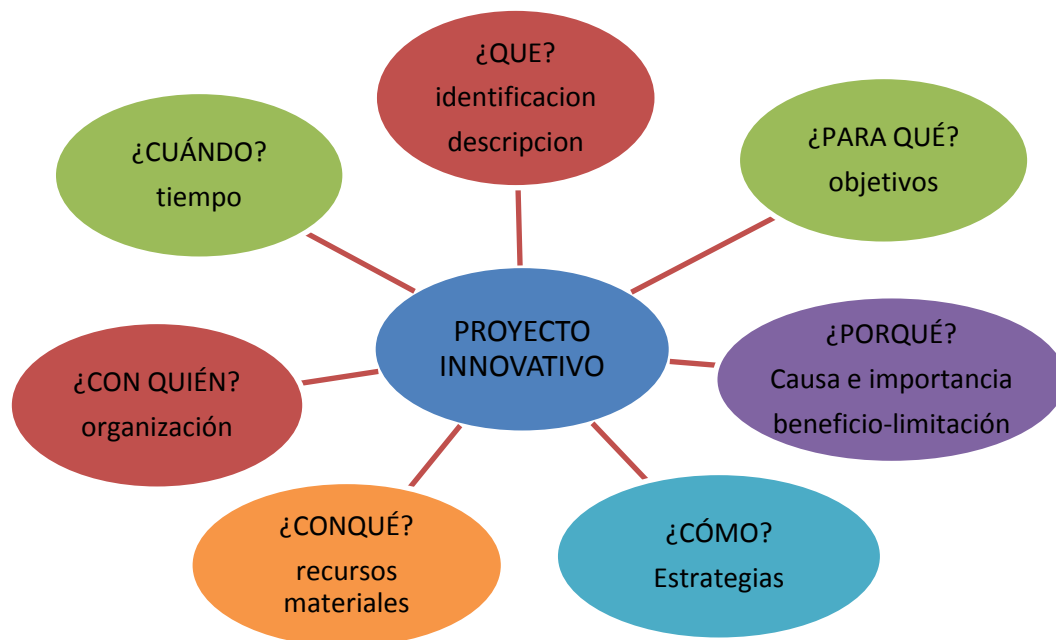 ¿QUE?
identificacion
descripcion
¿PARA QUÉ?
objetivos
¿PORQUÉ?
Causa e importancia
beneficio-limitación
¿CÓMO?
Estrategias
¿CONQUÉ?
recursos
materiales
¿CON QUIÉN?
organización
¿CUÁNDO?
tiempo
PROYECTO
INNOVATIVO